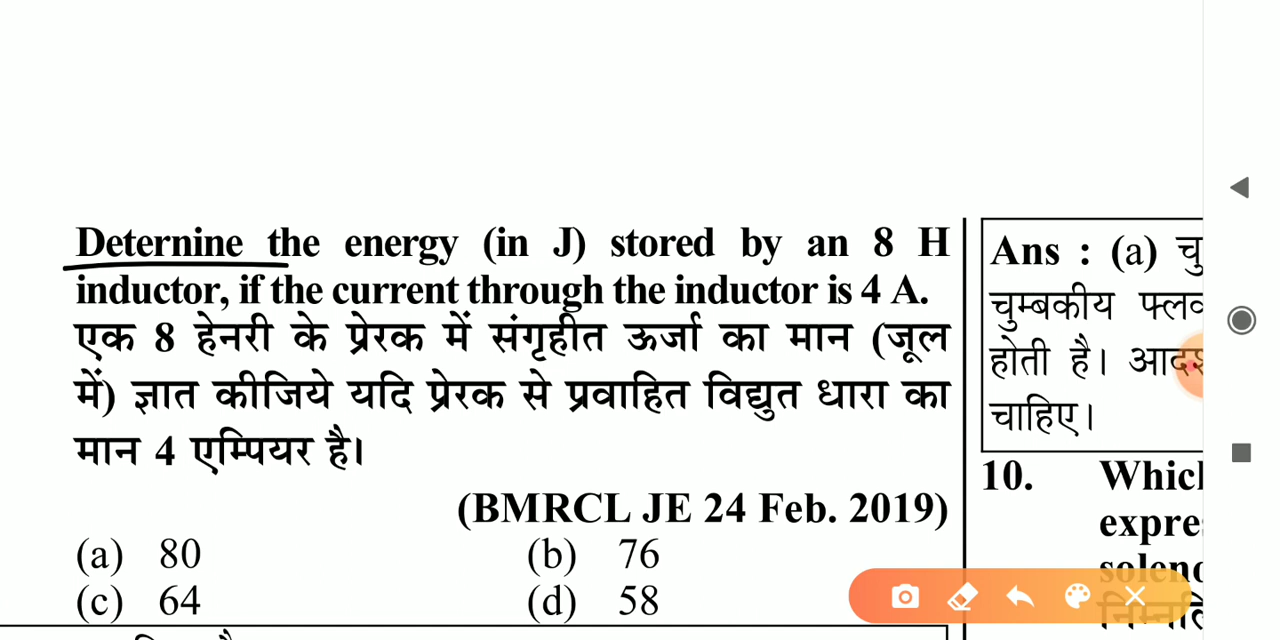 Deternine the energy (in J) stored by an 8 H
inductor, if the current through the inductor is 4 A.
एक 8 हेनरी के प्रेरक में संगृहीत ऊर्जा का मान (जूल
में) ज्ञात कीजिये यदि प्रेरक से प्रवाहित विद्युत धारा का
मान 4 एम्पियर है।
(BMRCL JE 24 Feb. 2019)
(a) 80
(b) 76
(c) 64
(d) 58
Ans : (a)
चुम्बकीय
होती है।
चाहिए।
10.